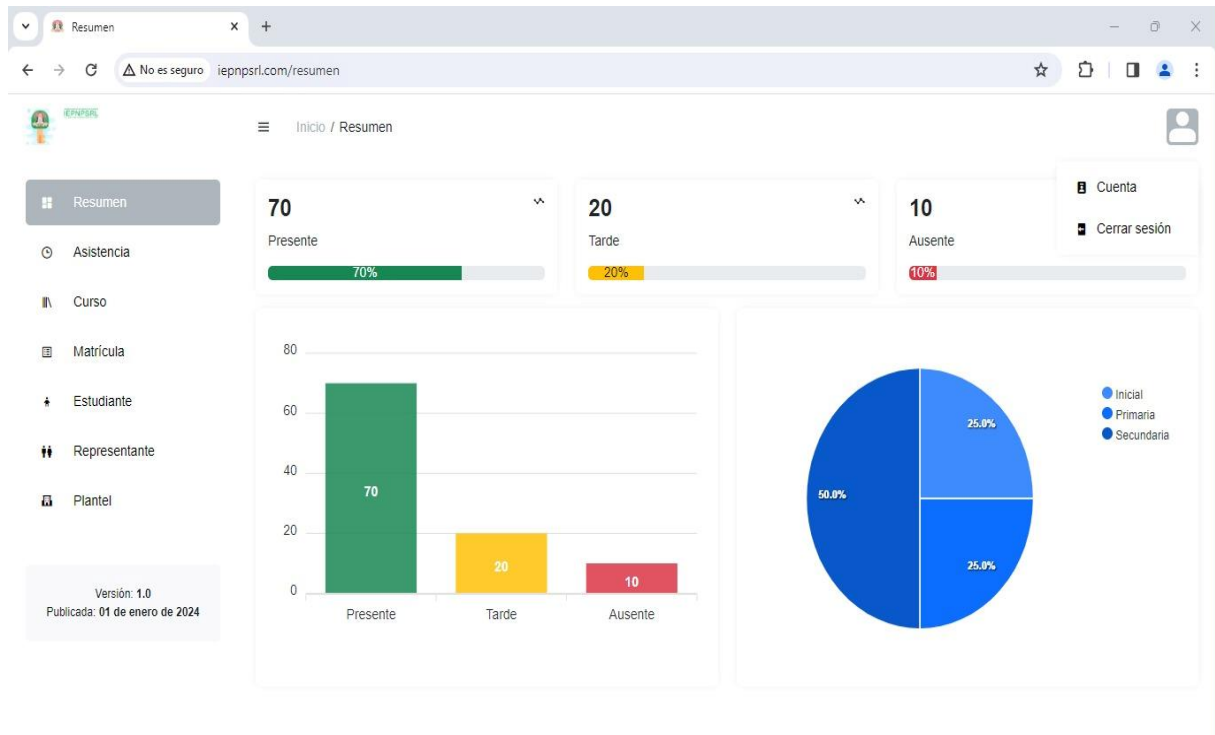 Resumen
No es seguro iepnpsrl.com/resumen
IEPNPSRL
Inicio / Resumen
Cuenta
Cerrar sesión
Resumen
Asistencia
Curso
Matrícula
Estudiante
Representante
Plantel
Versión: 1.0
Publicada: 01 de enero de 2024
70
Presente
70%
20
Tarde
20%
10
Ausente
10%
80
60
40
20
0
70
20
10
Presente
Tarde
Ausente
25.0%
50.0%
25.0%
Inicial
Primaria
Secundaria